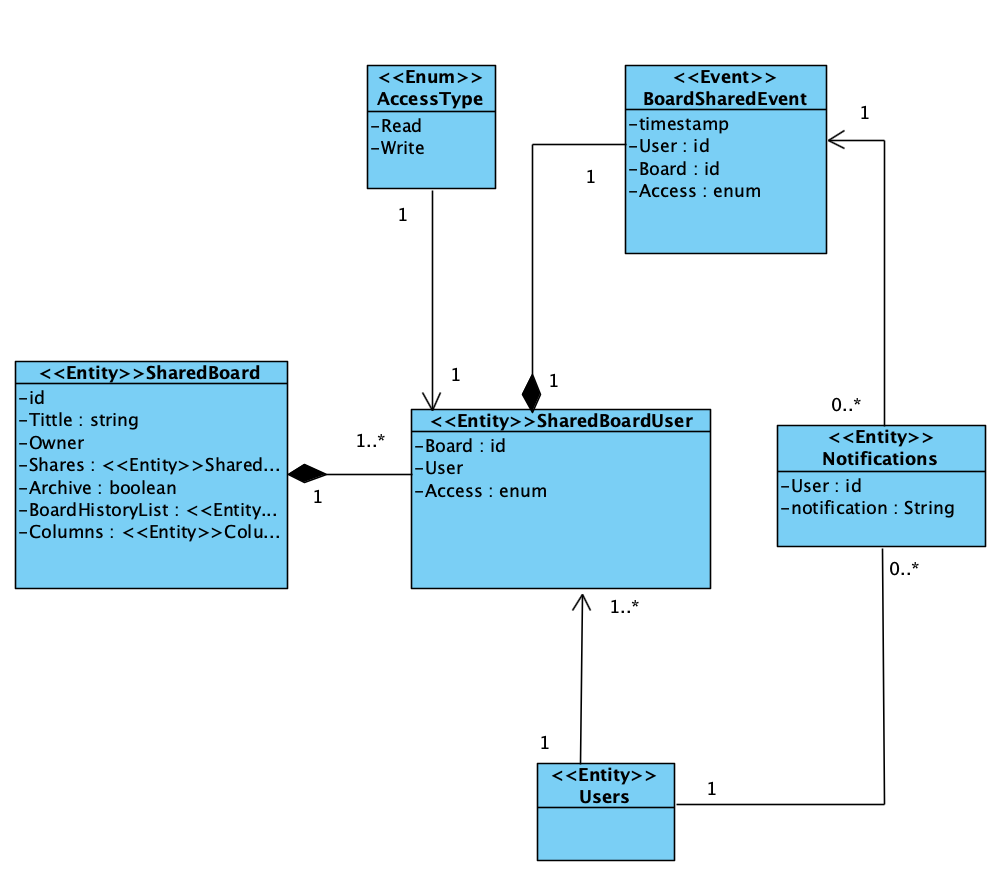 <<Enum>>
AccessType
-Read
-Write
1
1
<<Event>>
BoardSharedEvent
-timestamp
-User : id
-Board : id
-Access : enum
1
1
1
0..*
<<Entity>>SharedBoard
-id
-Tittle : string
-Owner
-Shares : <<Entity>>Shared...
-Archive : boolean
-BoardHistoryList : <<Entity...
-Columns : <<Entity>>Colu...
1..*
1
<<Entity>>SharedBoardUser
-Board : id
-User
-Access : enum
<<Entity>>
Notifications
-User : id
-notification : String
0..*
1..*
1
1
<<Entity>>
Users